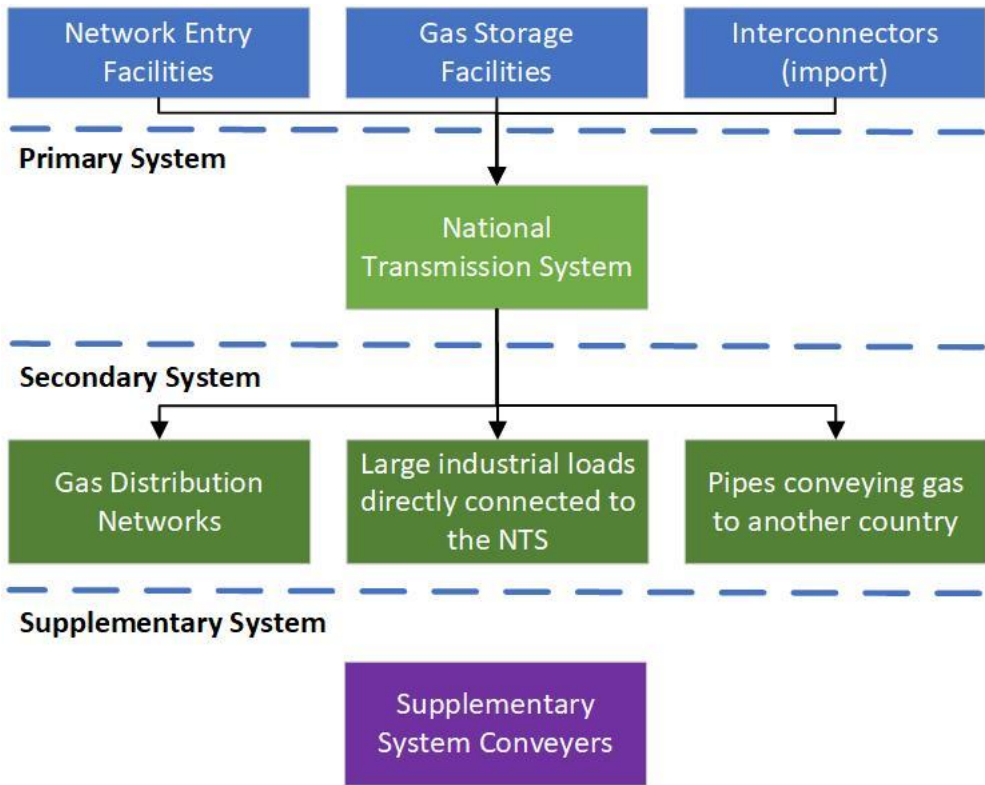 Network Entry
Facilities
Gas Storage
Facilities
Interconnectors
(import)
Primary System
National
Transmission System
Secondary System
Gas Distribution
Networks
Large industrial loads
directly connected to
the NTS
Pipes conveying gas
to another country
Supplementary System
Supplementary
System Conveyers